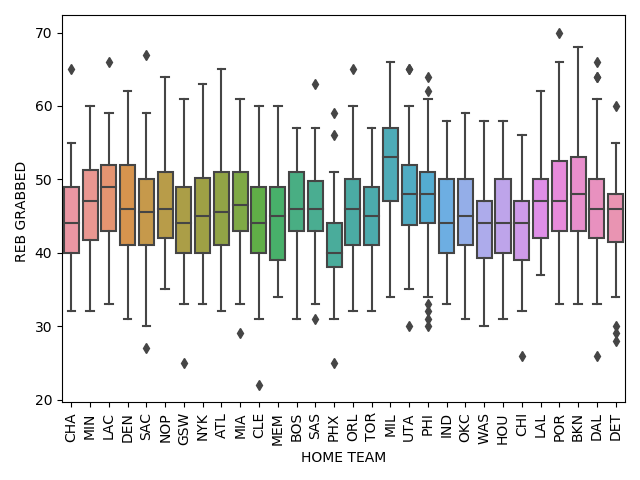 70
60
50
40
30
20
REB GRABBED
CHA
MIN
LAC
DEN
SAC
NOP
GSW
NYK
ATL
MIA
CLE
MEM
BOS
SAS
PHX
ORL
TOR
MIL
UTA
PHI
IND
OKC
WAS
HOU
CHI
LAL
POR
BKN
DAL
DET
HOME TEAM